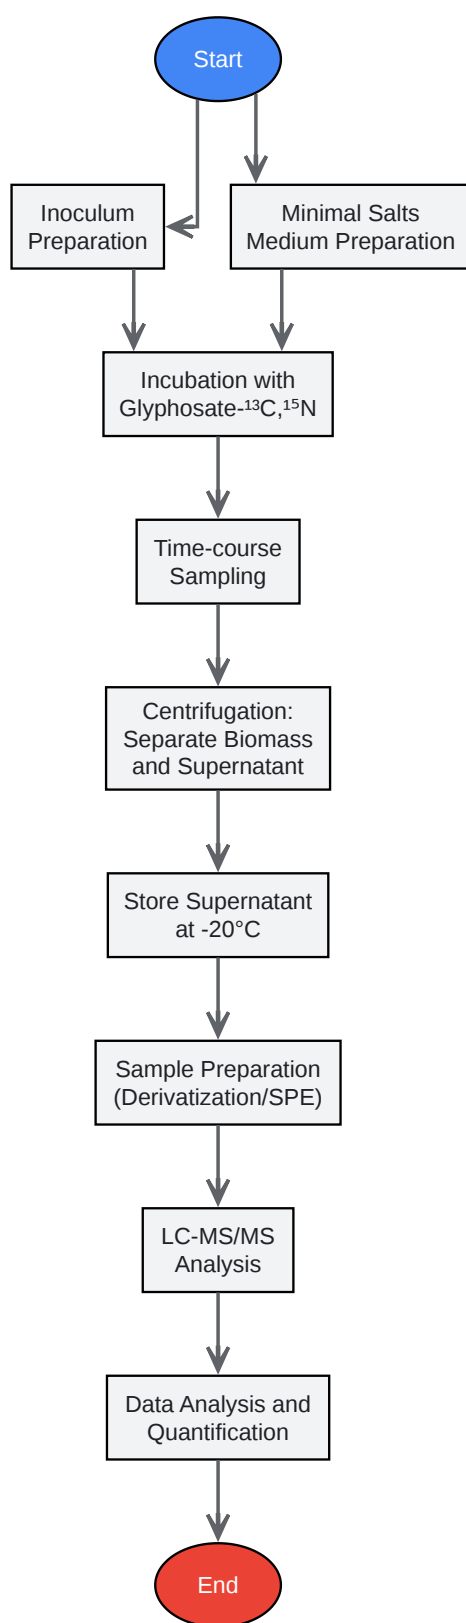 Start
Inoculum
Preparation
Minimal Salts
Medium Preparation
Incubation with
Glyphosate-¹³C,¹⁵N
Time-course
Sampling
Centrifugation:
Separate Biomass
and Supernatant
Store Supernatant
at -20°C
Sample Preparation
(Derivatization/SPE)
LC-MS/MS
Analysis
Data Analysis and
Quantification
End